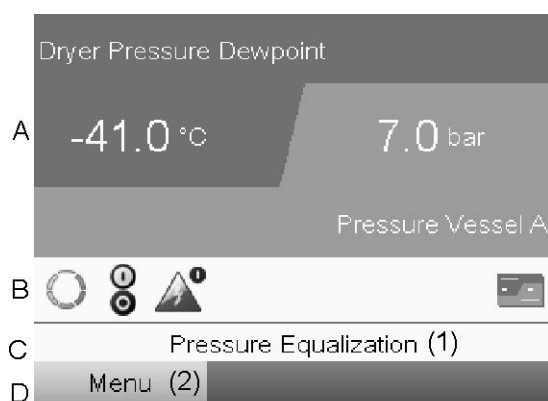 Dryer Pressure Dewpoint
A -41.0 °C 7.0 bar
Pressure Vessel A
B
C Pressure Equalization (1)
D Menu (2)